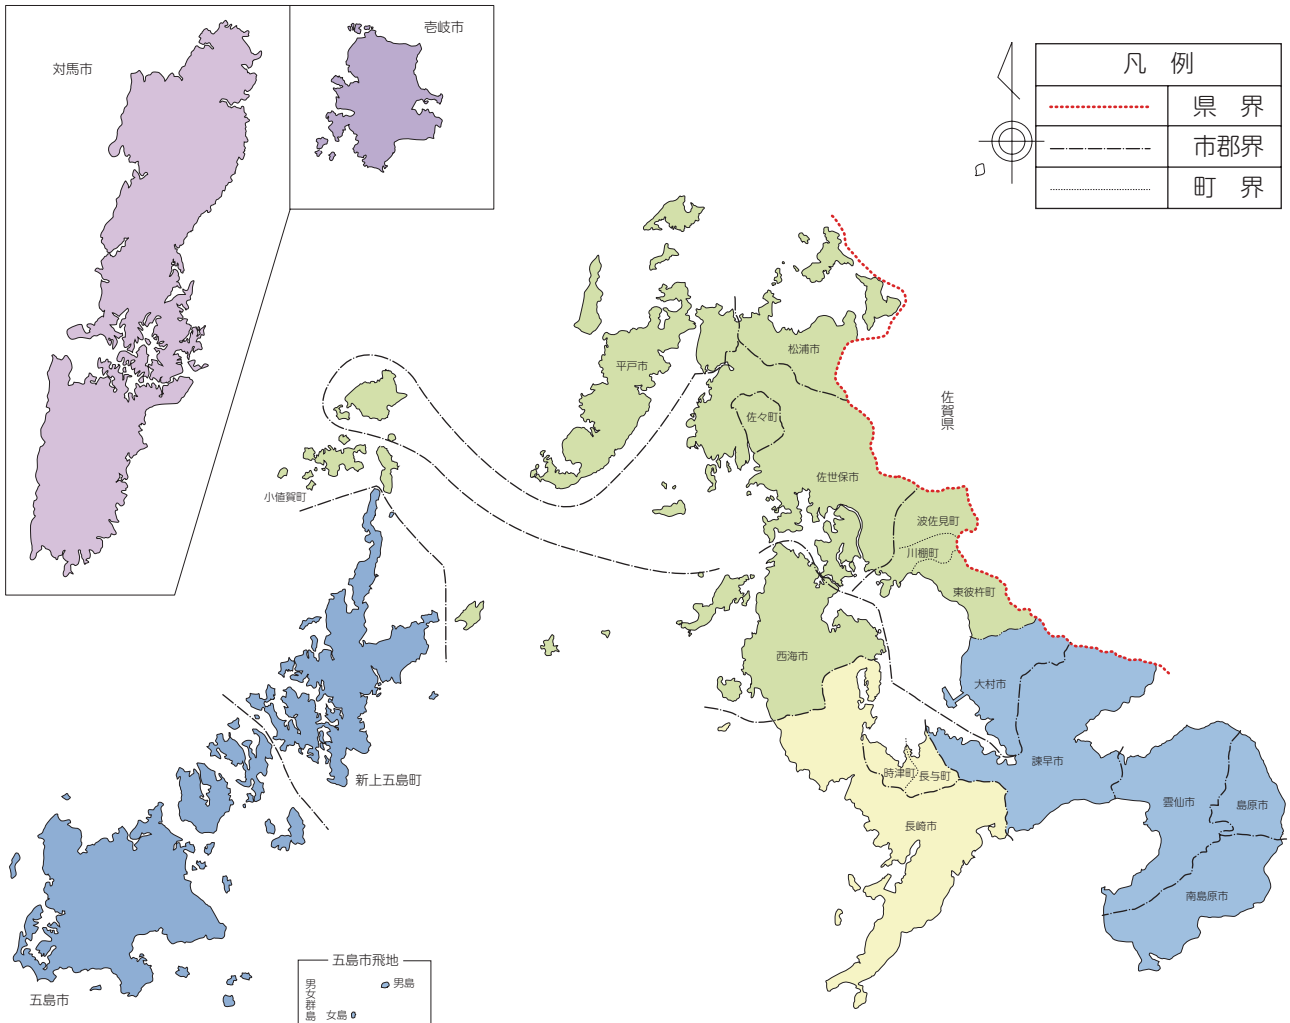 対馬市
壱岐市
凡 例
県 界
市郡界
町 界
平戸市
松浦市
佐々町
佐賀県
佐世保市
小値賀町
波佐見町
川棚町
東彼杵町
西海市
大村市
新上五島町
時津町
長与町
諫早市
長崎市
雲仙市
島原市
南島原市
五島市
五島市飛地
男女群島
男島
女島